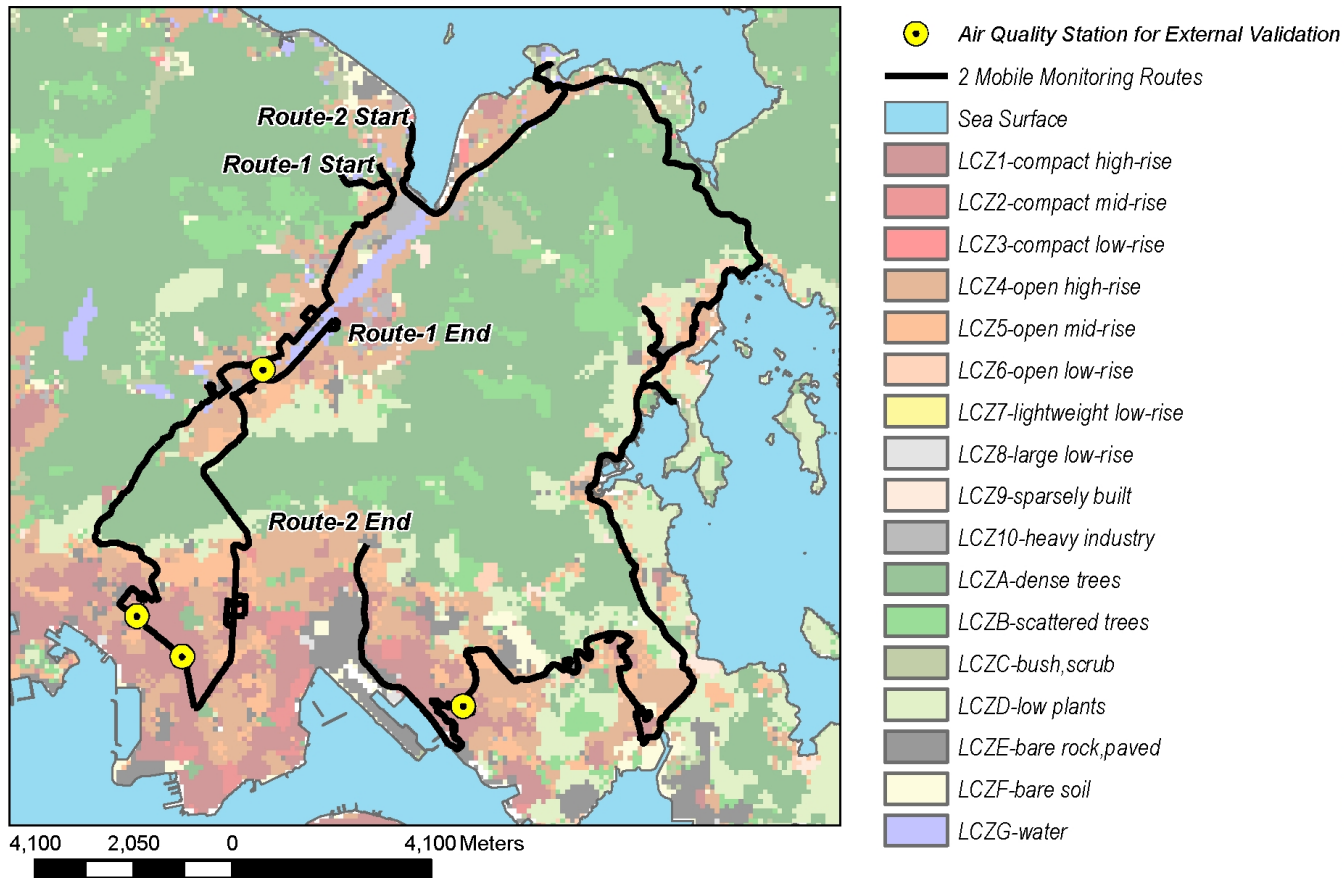 Route-2 Start
Route-1 Start
Route-1 End
Route-2 End
4,100 2,050 0 4,100 Meters
Air Quality Station for External Validation
2 Mobile Monitoring Routes
Sea Surface
LCZ1-compact high-rise
LCZ2-compact mid-rise
LCZ3-compact low-rise
LCZ4-open high-rise
LCZ5-open mid-rise
LCZ6-open low-rise
LCZ7-lightweight low-rise
LCZ8-large low-rise
LCZ9-sparsely built
LCZ10-heavy industry
LCZA-dense trees
LCZB-scattered trees
LCZC-bush,scrub
LCZD-low plants
LCZE-bare rock,paved
LCZF-bare soil
LCZG-water